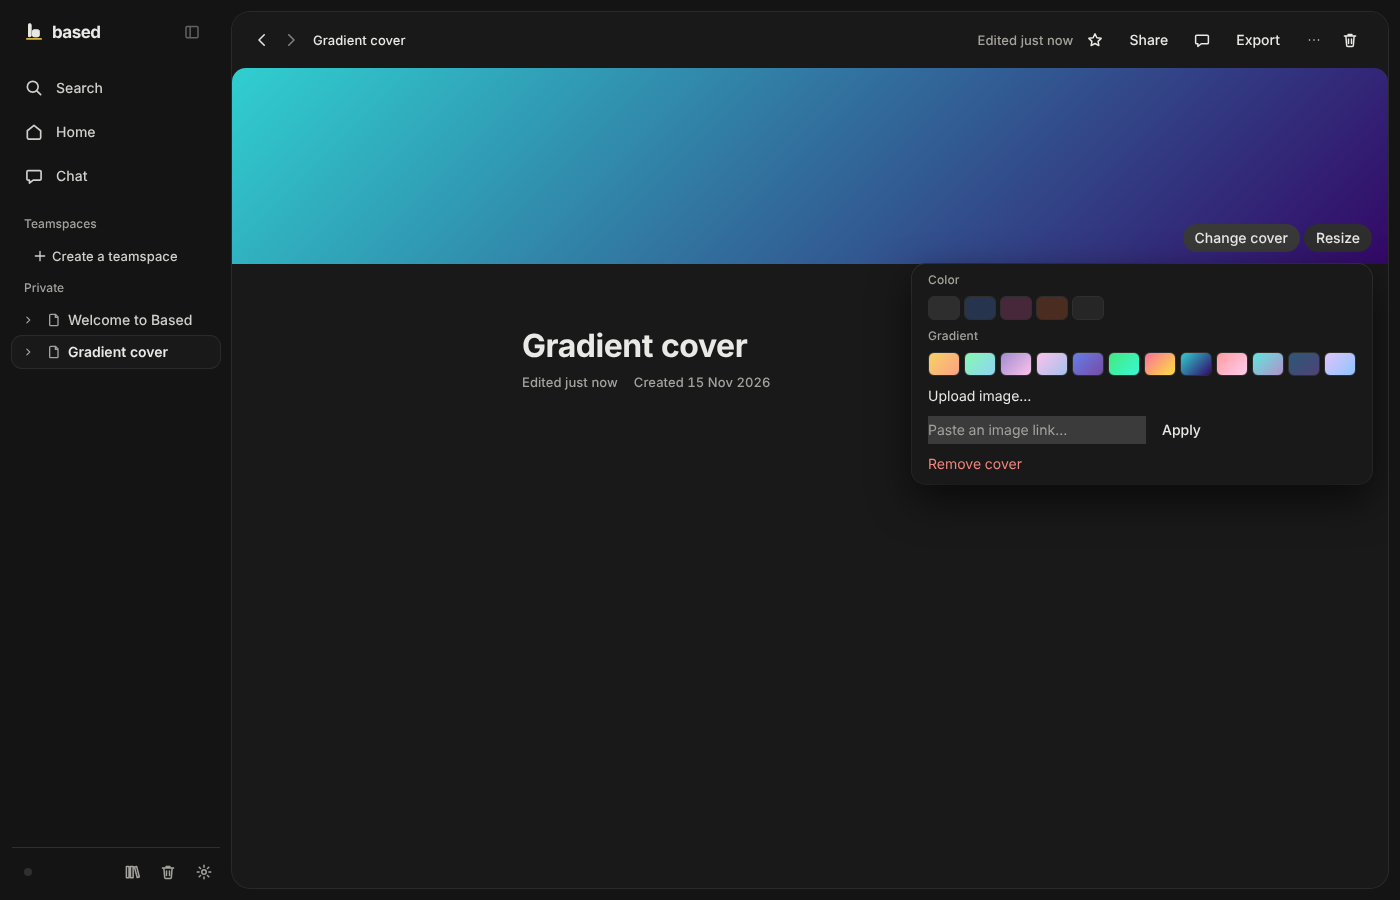 based
Search
Home
Chat
Teamspaces
Create a teamspace
Private
Welcome to Based
Gradient cover
Gradient cover
Edited just now
Share
Export
Change cover
Resize
Gradient cover
Edited just now Created 15 Nov 2026
Color
Gradient
Upload image...
Paste an image link...
Apply
Remove cover